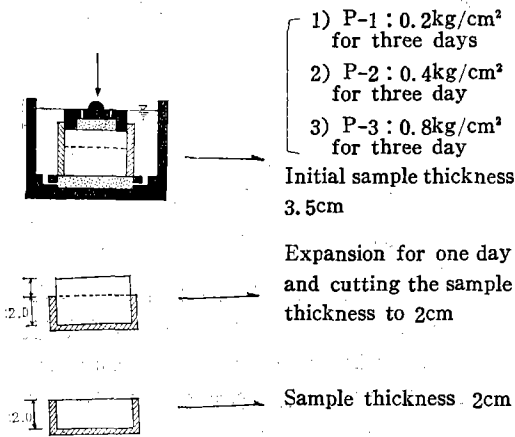 1) P-1 : 0.2kg/cm²
for three days
2) P-2 : 0.4kg/cm²
for three day
3) P-3 : 0.8kg/cm²
for three day
Initial sample thickness
3.5cm
Expansion for one day
and cutting the sample
thickness to 2cm
2.0
Sample thickness 2cm
2.0